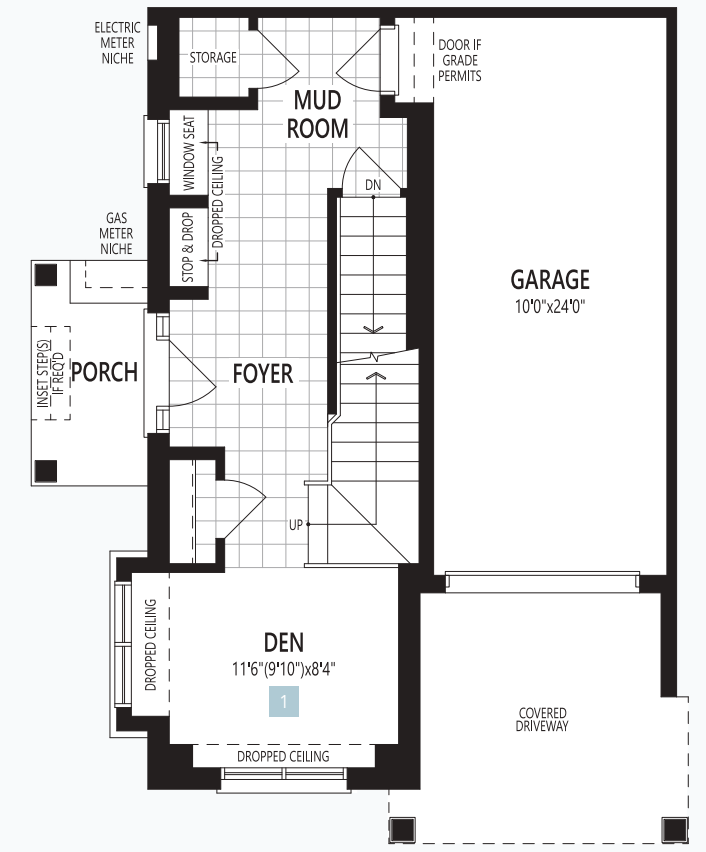 ELECTRIC
METER
NICHE
STORAGE
DOOR IF
GRADE
PERMITS
MUD
ROOM
WINDOW SEAT
DROPPED CEILING
STOP & DROP
DN
GAS
METER
NICHE
GARAGE
10'0"x24'0"
INSET STEP(S)
IF REQ'D
PORCH
FOYER
UP
DROPPED CEILING
DEN
11'6"(9'10")x8'4"
1
COVERED
DRIVEWAY
DROPPED CEILING